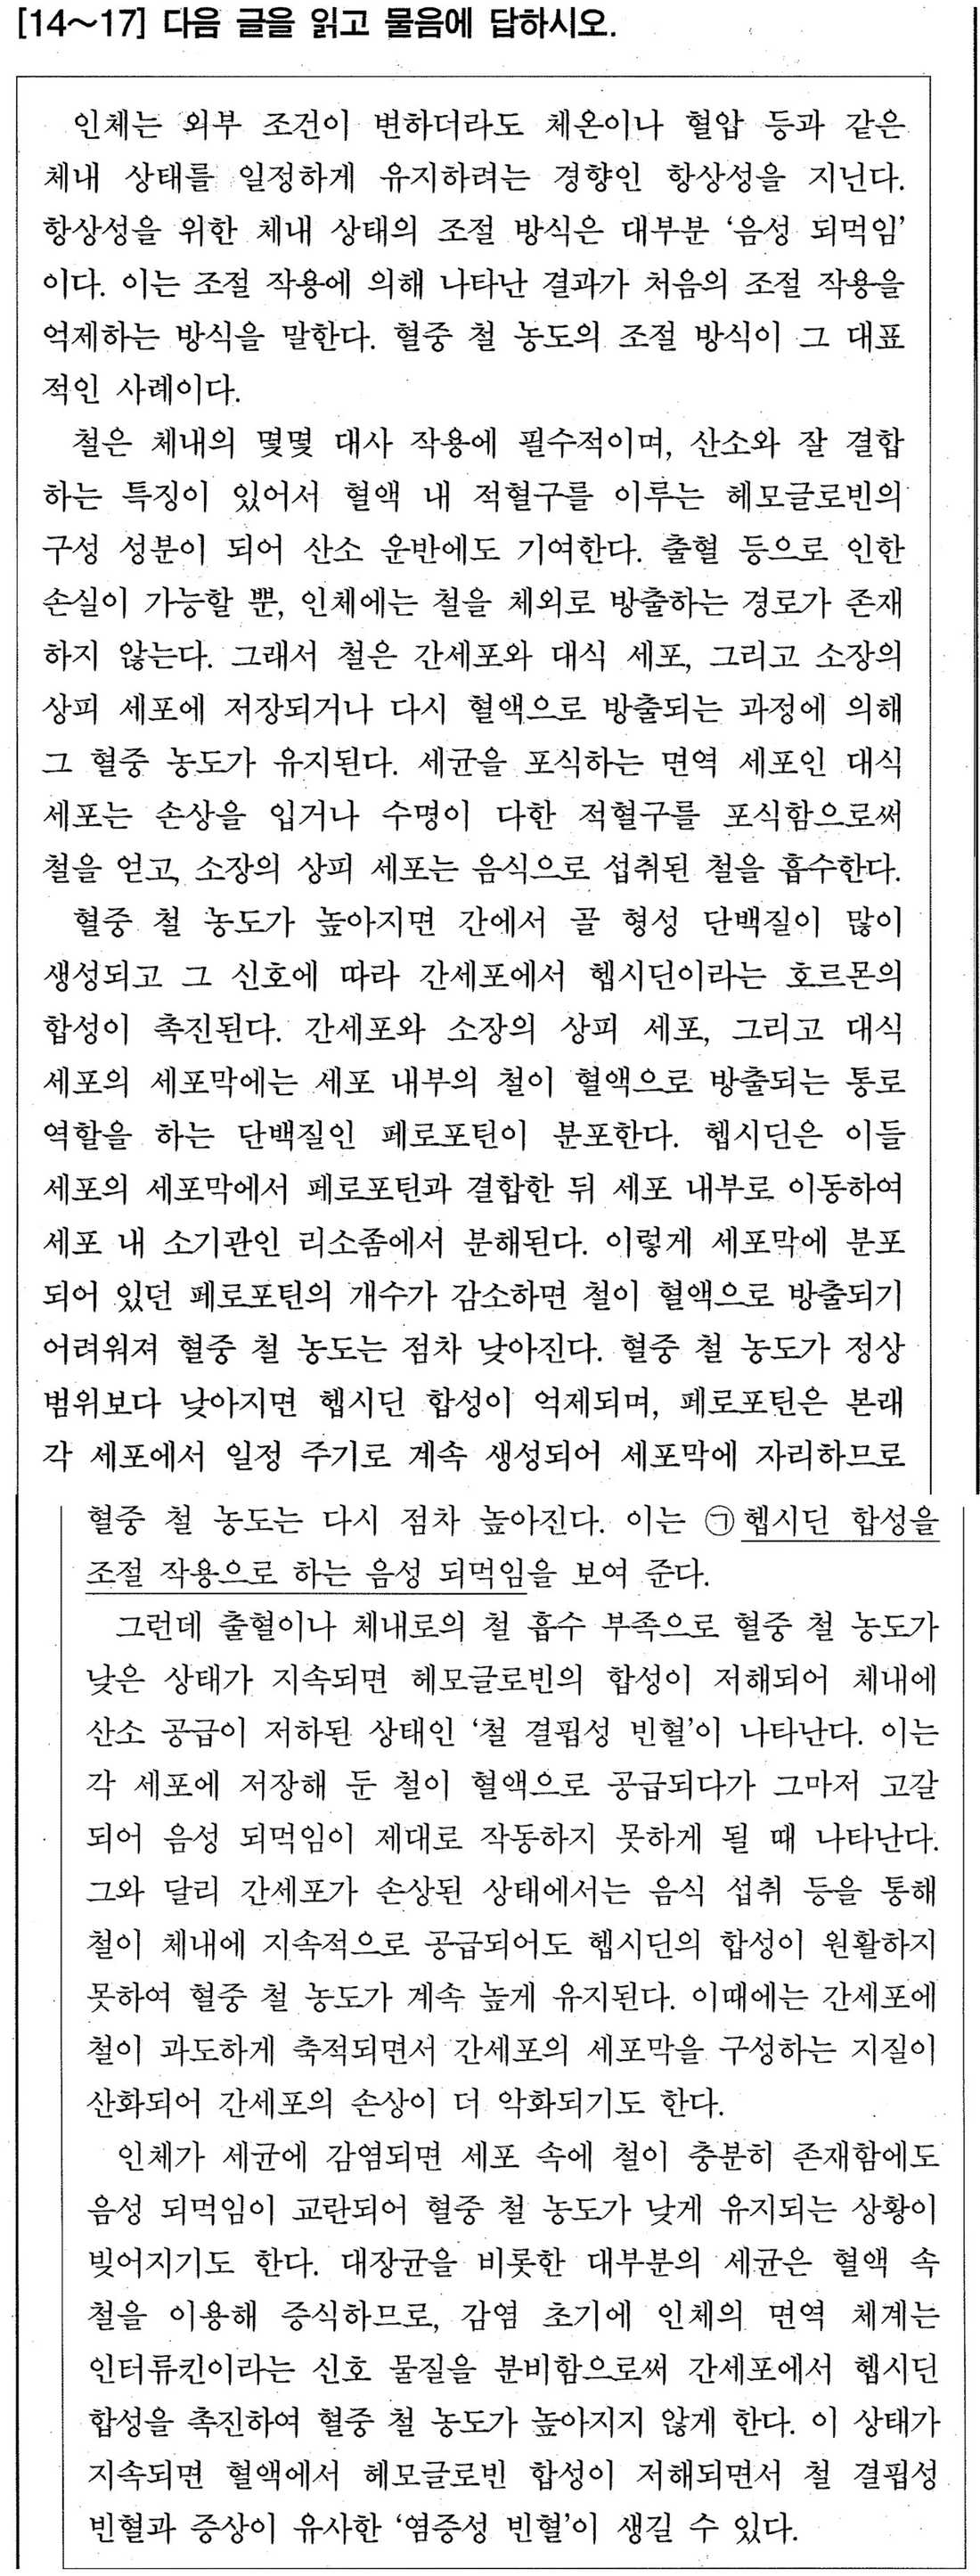 [14～17] 다음 글을 읽고 물음에 답하시오.
인체는 외부 조건이 변하더라도 체온이나 혈압 등과 같은
체내 상태를 일정하게 유지하려는 경향인 항상성을 지닌다.
항상성을 위한 체내 상태의 조절 방식은 대부분 ‘음성 되먹임’
이다. 이는 조절 작용에 의해 나타난 결과가 처음의 조절 작용을
억제하는 방식을 말한다. 혈중 철 농도의 조절 방식이 그 대표
적인 사례이다.
철은 체내의 몇몇 대사 작용에 필수적이며, 산소와 잘 결합
하는 특징이 있어서 혈액 내 적혈구를 이루는 헤모글로빈의
구성 성분이 되어 산소 운반에도 기여한다. 출혈 등으로 인한
손실이 가능할 뿐, 인체에는 철을 체외로 방출하는 경로가 존재
하지 않는다. 그래서 철은 간세포와 대식 세포, 그리고 소장의
상피 세포에 저장되거나 다시 혈액으로 방출되는 과정에 의해
그 혈중 농도가 유지된다. 세균을 포식하는 면역 세포인 대식
세포는 손상을 입거나 수명이 다한 적혈구를 포식함으로써
철을 얻고, 소장의 상피 세포는 음식으로 섭취된 철을 흡수한다.
혈중 철 농도가 높아지면 간에서 골 형성 단백질이 많이
생성되고 그 신호에 따라 간세포에서 헵시딘이라는 호르몬의
합성이 촉진된다. 간세포와 소장의 상피 세포, 그리고 대식
세포의 세포막에는 세포 내부의 철이 혈액으로 방출되는 통로
역할을 하는 단백질인 페로포틴이 분포한다. 헵시딘은 이들
세포의 세포막에서 페로포틴과 결합한 뒤 세포 내부로 이동하여
세포 내 소기관인 리소좀에서 분해된다. 이렇게 세포막에 분포
되어 있던 페로포틴의 개수가 감소하면 철이 혈액으로 방출되기
어려워져 혈중 철 농도는 점차 낮아진다. 혈중 철 농도가 정상
범위보다 낮아지면 헵시딘 합성이 억제되며, 페로포틴은 본래
각 세포에서 일정 주기로 계속 생성되어 세포막에 자리하므로
혈중 철 농도는 다시 점차 높아진다. 이는 ㉠헵시딘 합성을
조절 작용으로 하는 음성 되먹임을 보여 준다.
그런데 출혈이나 체내로의 철 흡수 부족으로 혈중 철 농도가
낮은 상태가 지속되면 헤모글로빈의 합성이 저해되어 체내에
산소 공급이 저하된 상태인 ‘철 결핍성 빈혈’이 나타난다. 이는
각 세포에 저장해 둔 철이 혈액으로 공급되다가 그마저 고갈
되어 음성 되먹임이 제대로 작동하지 못하게 될 때 나타난다.
그와 달리 간세포가 손상된 상태에서는 음식 섭취 등을 통해
철이 체내에 지속적으로 공급되어도 헵시딘의 합성이 원활하지
못하여 혈중 철 농도가 계속 높게 유지된다. 이때에는 간세포에
철이 과도하게 축적되면서 간세포의 세포막을 구성하는 지질이
산화되어 간세포의 손상이 더 악화되기도 한다.
인체가 세균에 감염되면 세포 속에 철이 충분히 존재함에도
음성 되먹임이 교란되어 혈중 철 농도가 낮게 유지되는 상황이
빚어지기도 한다. 대장균을 비롯한 대부분의 세균은 혈액 속
철을 이용해 증식하므로, 감염 초기에 인체의 면역 체계는
인터류킨이라는 신호 물질을 분비함으로써 간세포에서 헵시딘
합성을 촉진하여 혈중 철 농도가 높아지지 않게 한다. 이 상태가
지속되면 혈액에서 헤모글로빈 합성이 저해되면서 철 결핍성
빈혈과 증상이 유사한 ‘염증성 빈혈’이 생길 수 있다.